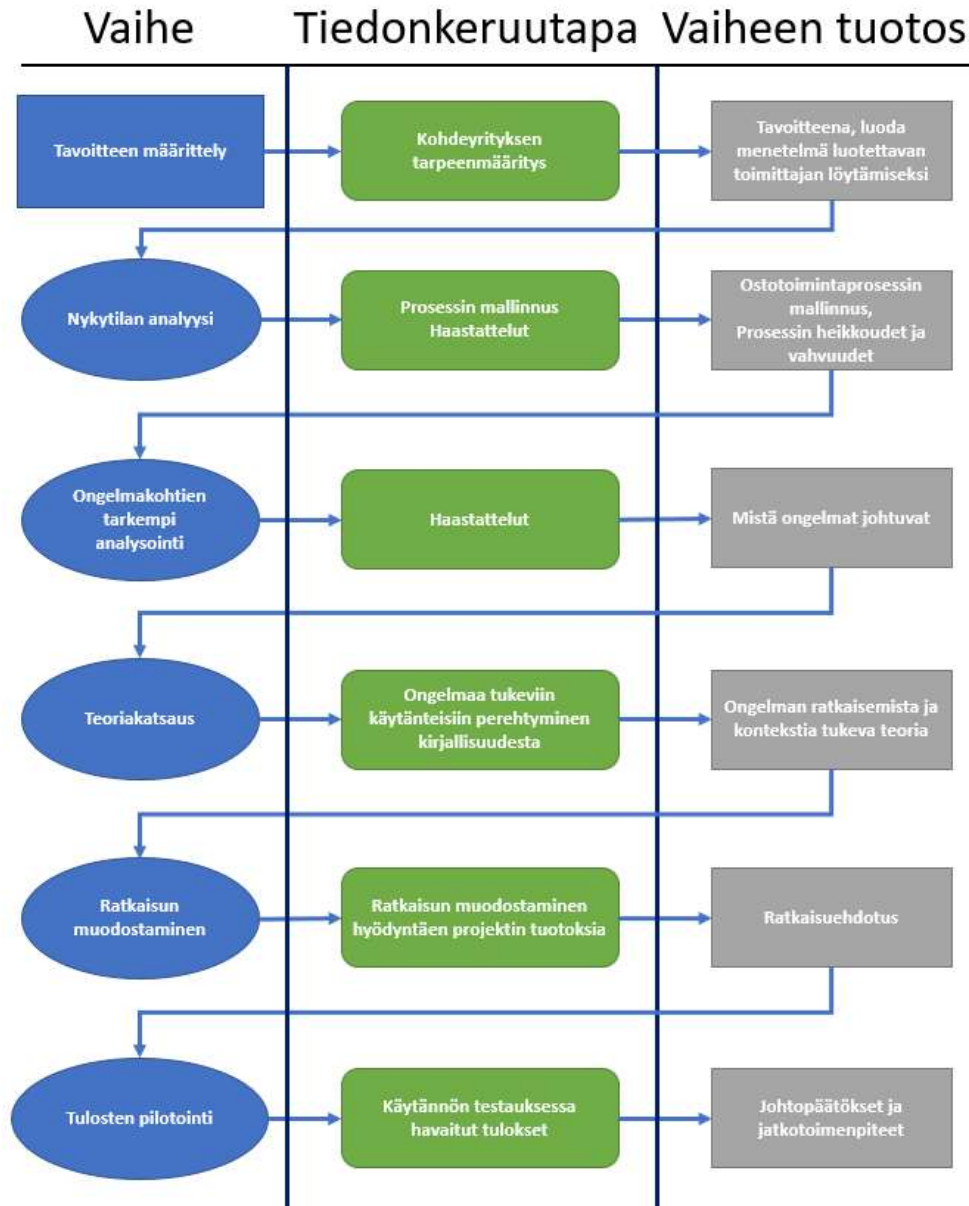 Vaihe
Tiedonkeruutapa
Vaiheen tuotos
Tavoitteen määrittely
Kohdeyrityksen
tarpeenmääritys
Tavoitteena, luoda
menetelmä luotettavan
toimittajan löytämiseksi
Nykytilan analyysi
Prosessin mallinnus
Haastattelut
Ostotoimintaprosessin
mallinnus,
Prosessin heikkoudet ja
vahvuudet
Ongelmakohtien
tarkempi
analysointi
Haastattelut
Mistä ongelmat johtuvat
Teoriakatsaus
Ongelmaa tukeviin
käytänteisiin perehtyminen
kirjallisuudesta
Ongelman ratkaisemista ja
kontekstia tukeva teoria
Ratkaisun
muodostaminen
Ratkaisun muodostaminen
hyödyntäen projektin tuotoksia
Ratkaisuehdotus
Tulosten pilotointi
Käytännön testauksessa
havaitut tulokset
Johtopäätökset ja
jatkotoimenpiteet